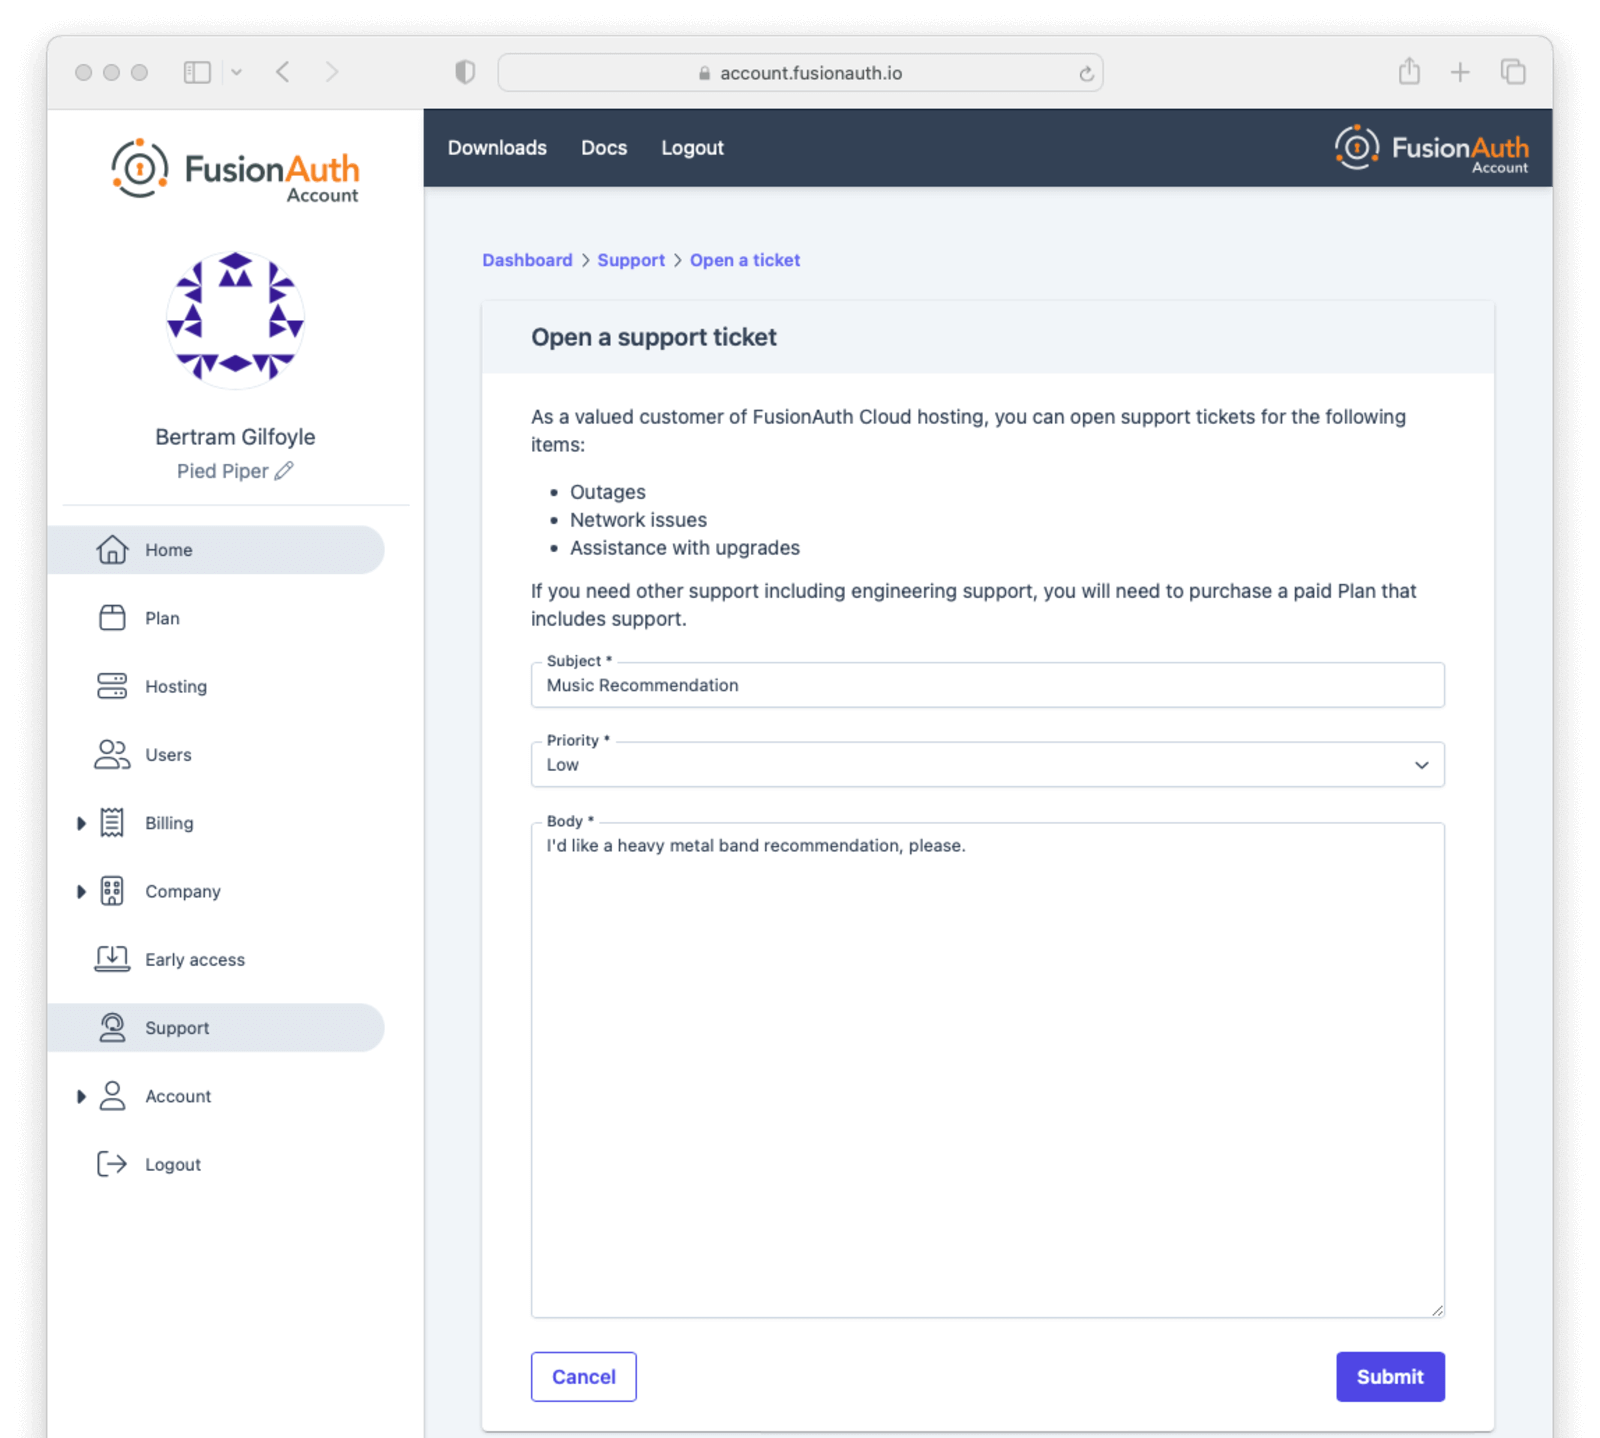 account.fusionauth.io
FusionAuth
Account
Downloads Docs Logout
FusionAuth
Account
Bertram Gilfoyle
Pied Piper
Home
Plan
Hosting
Users
Billing
Company
Early access
Support
Account
Logout
Dashboard > Support > Open a ticket
Open a support ticket
As a valued customer of FusionAuth Cloud hosting, you can open support tickets for the following
items:
• Outages
• Network issues
• Assistance with upgrades
If you need other support including engineering support, you will need to purchase a paid Plan that
includes support.
Subject *
Music Recommendation
Priority *
Low
Body *
I'd like a heavy metal band recommendation, please.
Cancel
Submit